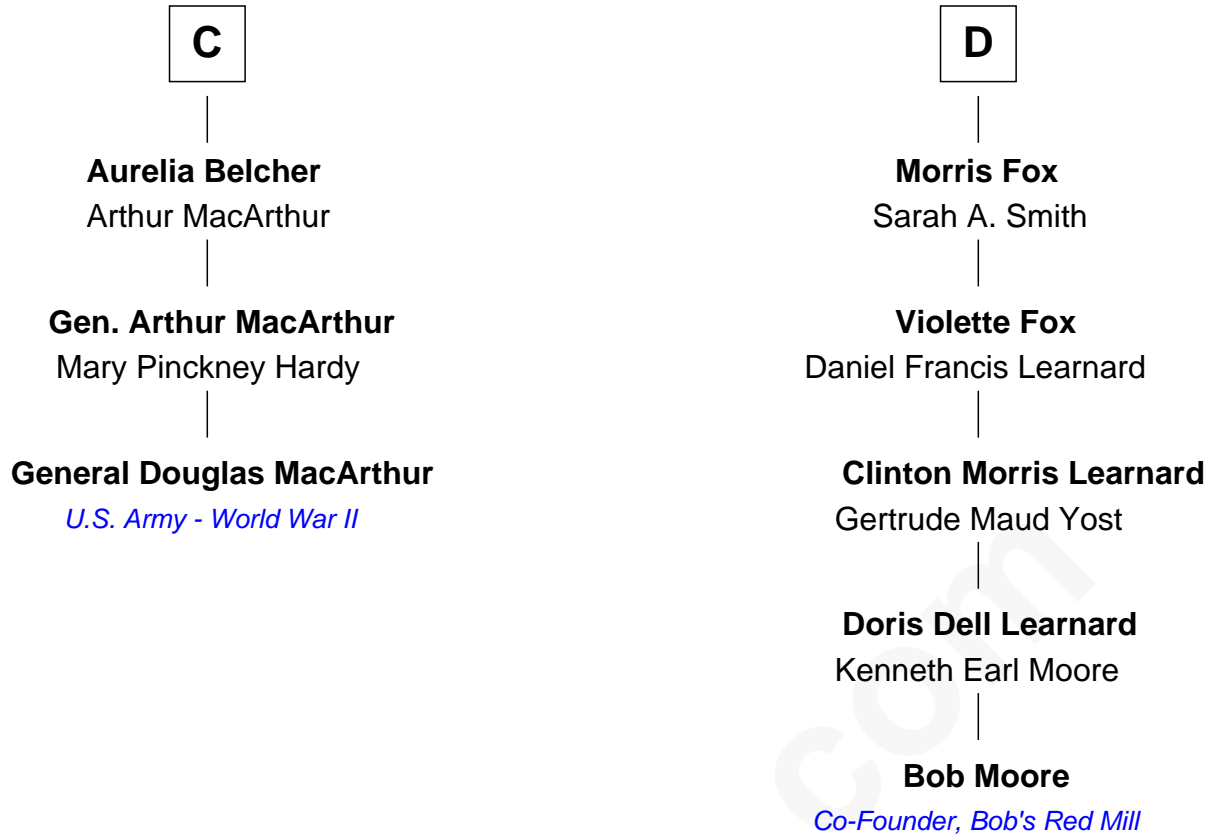 C
Aurelia Belcher
Arthur MacArthur
Gen. Arthur MacArthur
Mary Pinckney Hardy
General Douglas MacArthur
U.S. Army - World War II
D
Morris Fox
Sarah A. Smith
Violette Fox
Daniel Francis Learnard
Clinton Morris Learnard
Gertrude Maud Yost
Doris Dell Learnard
Kenneth Earl Moore
Bob Moore
Co-Founder, Bob's Red Mill
com